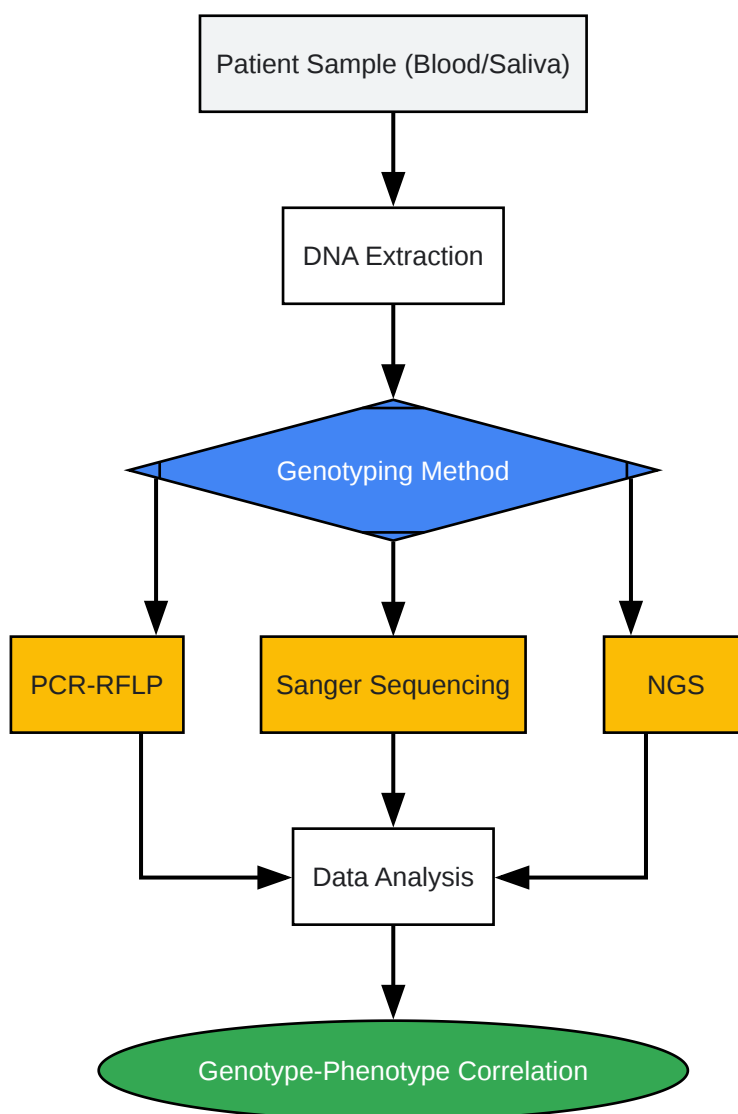 Patient Sample (Blood/Saliva)
DNA Extraction
Genotyping Method
PCR-RFLP
Sanger Sequencing
NGS
Data Analysis
Genotype-Phenotype Correlation